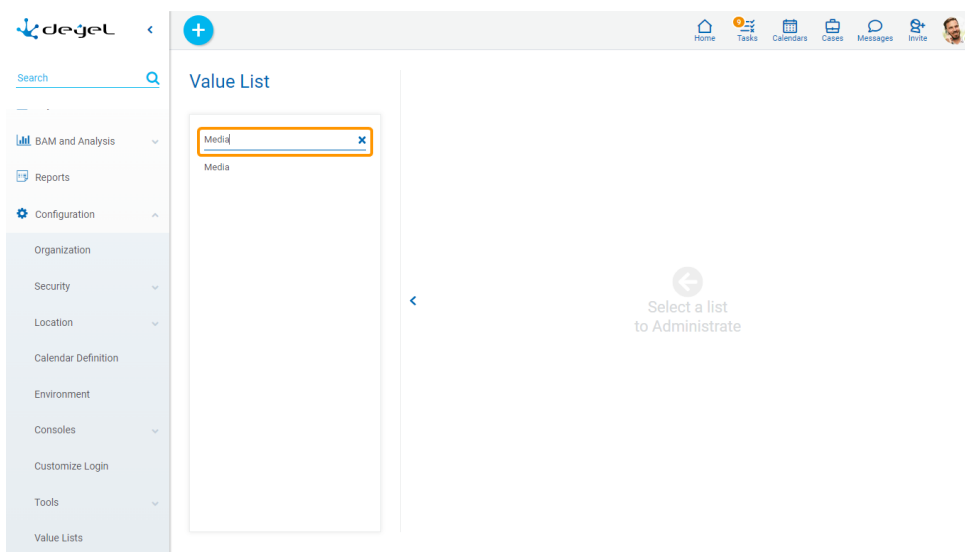 deyel
Home
9
Tasks
Calendars
Cases
Messages
Invite
Search
BAM and Analysis
Reports
Configuration
Organization
Security
Location
Calendar Definition
Environment
Consoles
Customize Login
Tools
Value Lists
Value List
Media
Media
Select a list
to Administrate